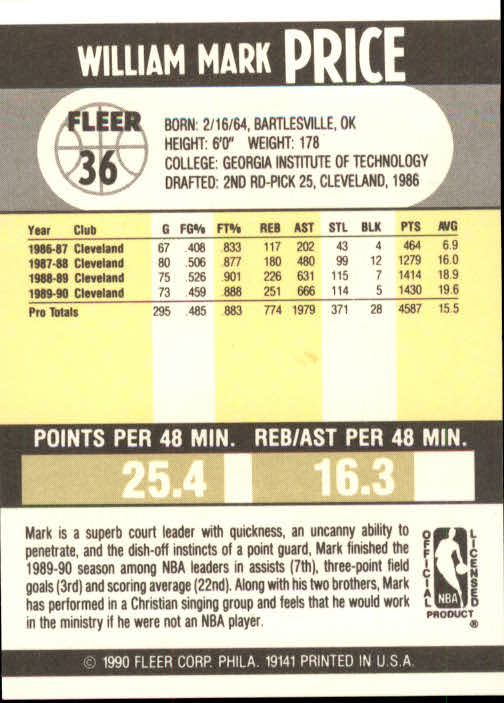 WILLIAM MARK PRICE
FLEER
36
BORN: 2/16/64, BARTLESVILLE, OK
HEIGHT: 6'0" WEIGHT: 178
COLLEGE: GEORGIA INSTITUTE OF TECHNOLOGY
DRAFTED: 2ND RD-PICK 25, CLEVELAND, 1986
Year Club G FG% FT% REB AST STL BLK PTS AVG
1986-87 Cleveland 67 .408 .833 117 202 43 4 464 6.9
1987-88 Cleveland 80 .506 .877 180 480 99 12 1279 16.0
1988-89 Cleveland 75 .526 .901 226 631 115 7 1414 18.9
1989-90 Cleveland 73 .459 .888 251 666 114 5 1430 19.6
Pro Totals 295 .485 .883 774 1979 371 28 4587 15.5
POINTS PER 48 MIN. REB/AST PER 48 MIN.
25.4 16.3
Mark is a superb court leader with quickness, an uncanny ability to
penetrate, and the dish-off instincts of a point guard, Mark finished the
1989-90 season among NBA leaders in assists (7th), three-point field
goals (3rd) and scoring average (22nd). Along with his two brothers, Mark
has performed in a Christian singing group and feels that he would work
in the ministry if he were not an NBA player.
OFFICIAL
LICENSED
NBA
PRODUCT
®
© 1990 FLEER CORP. PHILA. 19141 PRINTED IN U.S.A.